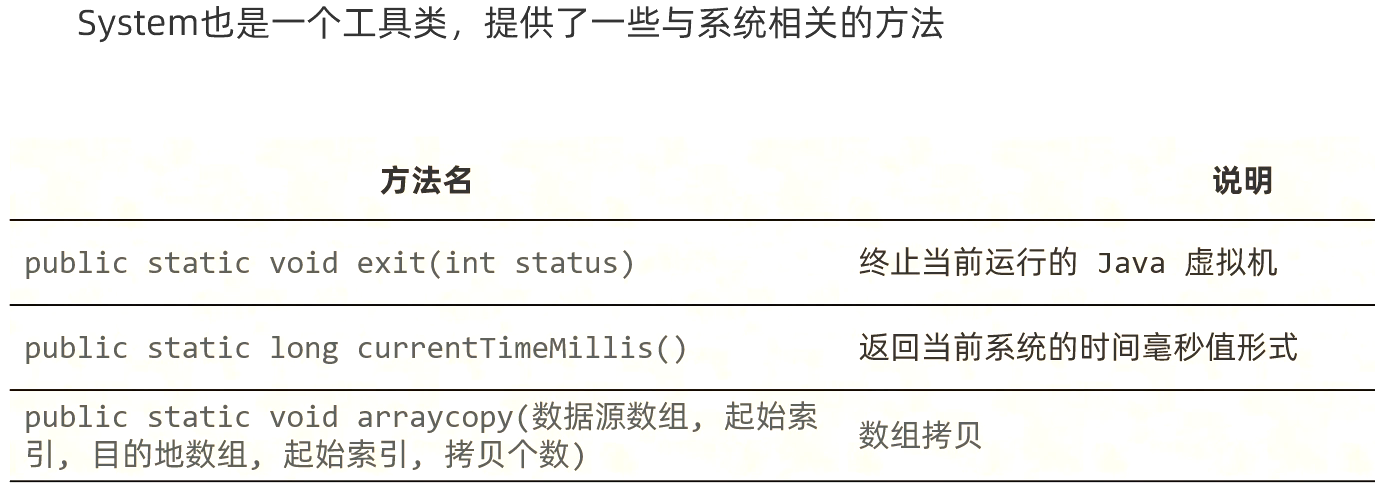 System也是一个工具类，提供了一些与系统相关的方法
方法名 说明
public static void exit(int status) 终止当前运行的 Java 虚拟机
public static long currentTimeMillis() 返回当前系统的时间毫秒值形式
public static void arraycopy(数据源数组, 起始索
引, 目的地数组, 起始索引, 拷贝个数) 数组拷贝